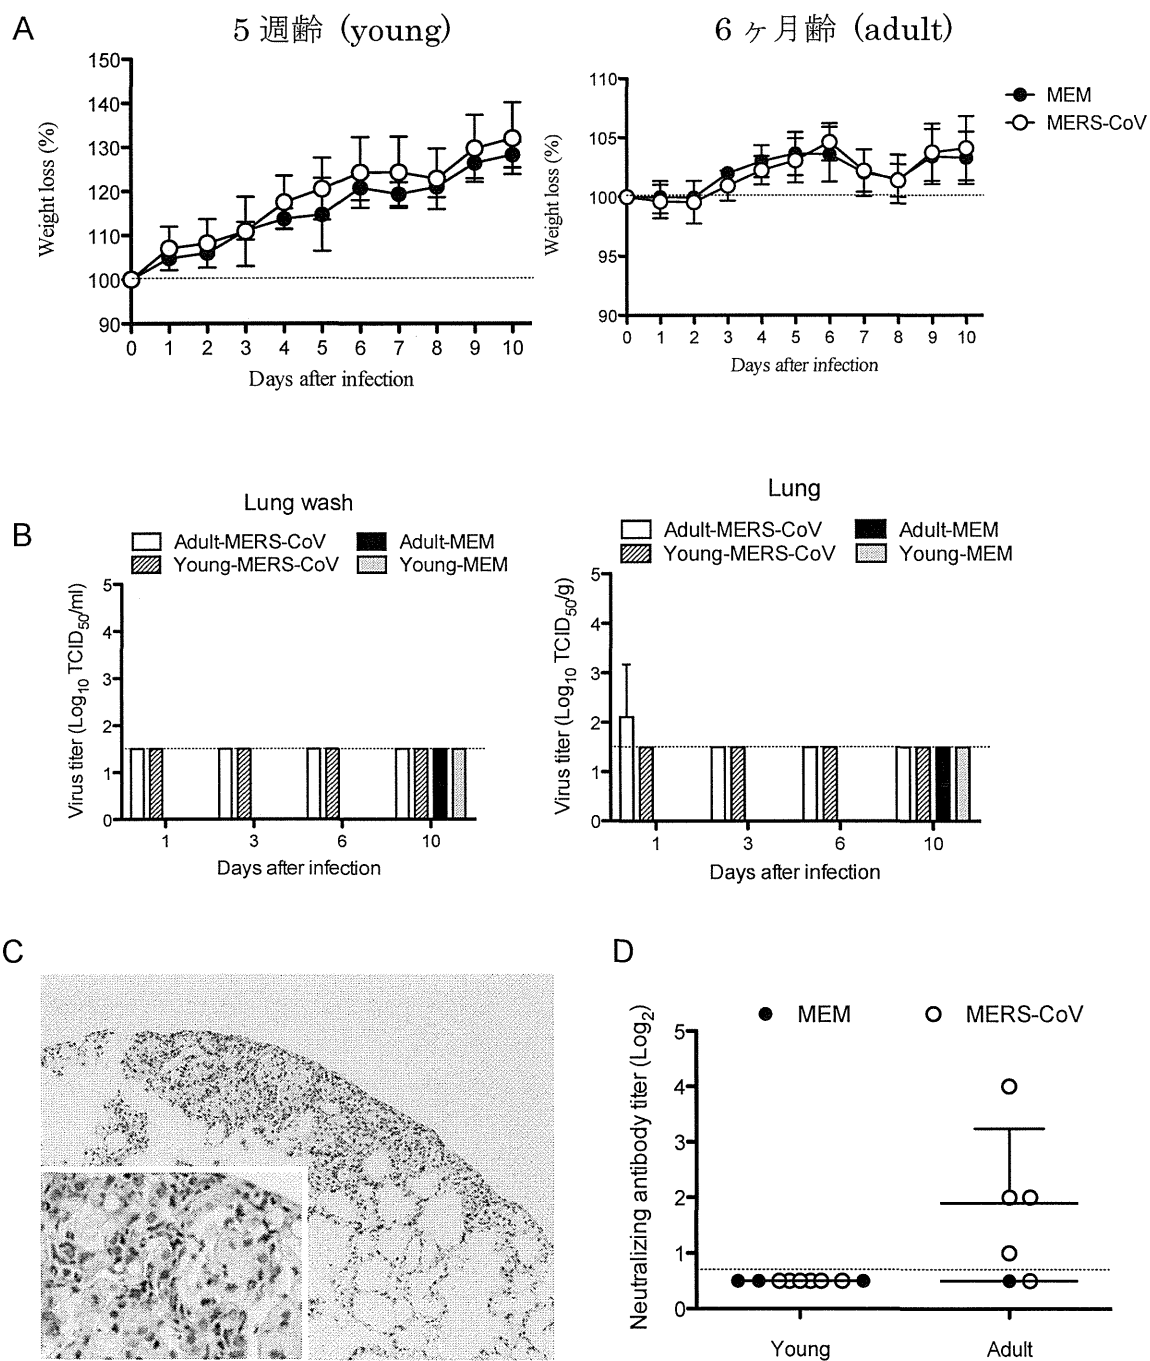 A
5 週齢 (young)
6 ヶ月齢 (adult)
Weight loss (%)
150
140
130
120
110
100
90
0 1 2 3 4 5 6 7 8 9 10
Days after infection
Weight loss (%)
110
105
100
95
90
0 1 2 3 4 5 6 7 8 9 10
Days after infection
MEM
MERS-CoV
B
Lung wash
Adult-MERS-CoV Adult-MEM
Young-MERS-CoV Young-MEM
Virus titer (Log10 TCID50/ml)
5
4
3
2
1
0
1 3 6 10
Days after infection
Lung
Adult-MERS-CoV Adult-MEM
Young-MERS-CoV Young-MEM
Virus titer (Log10 TCID50/g)
5
4
3
2
1
0
1 3 6 10
Days after infection
C
D
MEM MERS-CoV
Neutralizing antibody titer (Log2)
5
4
3
2
1
0
Young Adult